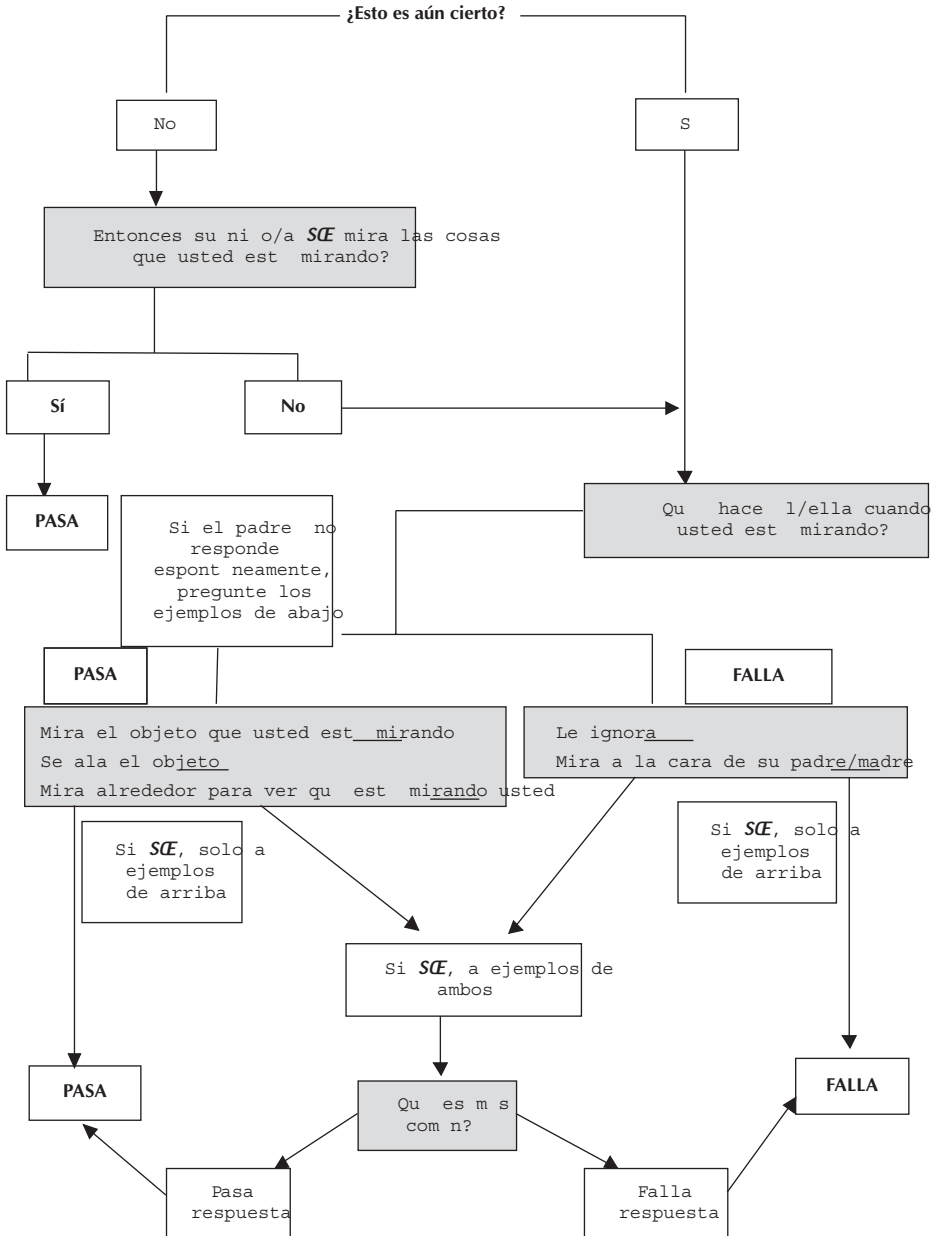 ¿Esto es aún cierto?
No
S
Entonces su ni o/a SŒ mira las cosas
que usted est mirando?
Sí
No
PASA
Si el padre no
responde
espont neamente,
pregunte los
ejemplos de abajo
Qu hace l/ella cuando
usted est mirando?
PASA
FALLA
Mira el objeto que usted est__mirando
Se ala el objeto_
Mira alrededor para ver qu est mirando usted
Le ignora____
Mira a la cara de su padre/madre
Si SŒ, solo a
ejemplos
de arriba
Si SŒ, solo a
ejemplos
de arriba
Si SŒ, a ejemplos de
ambos
PASA
Qu es m s
com n?
FALLA
Pasa
respuesta
Falla
respuesta